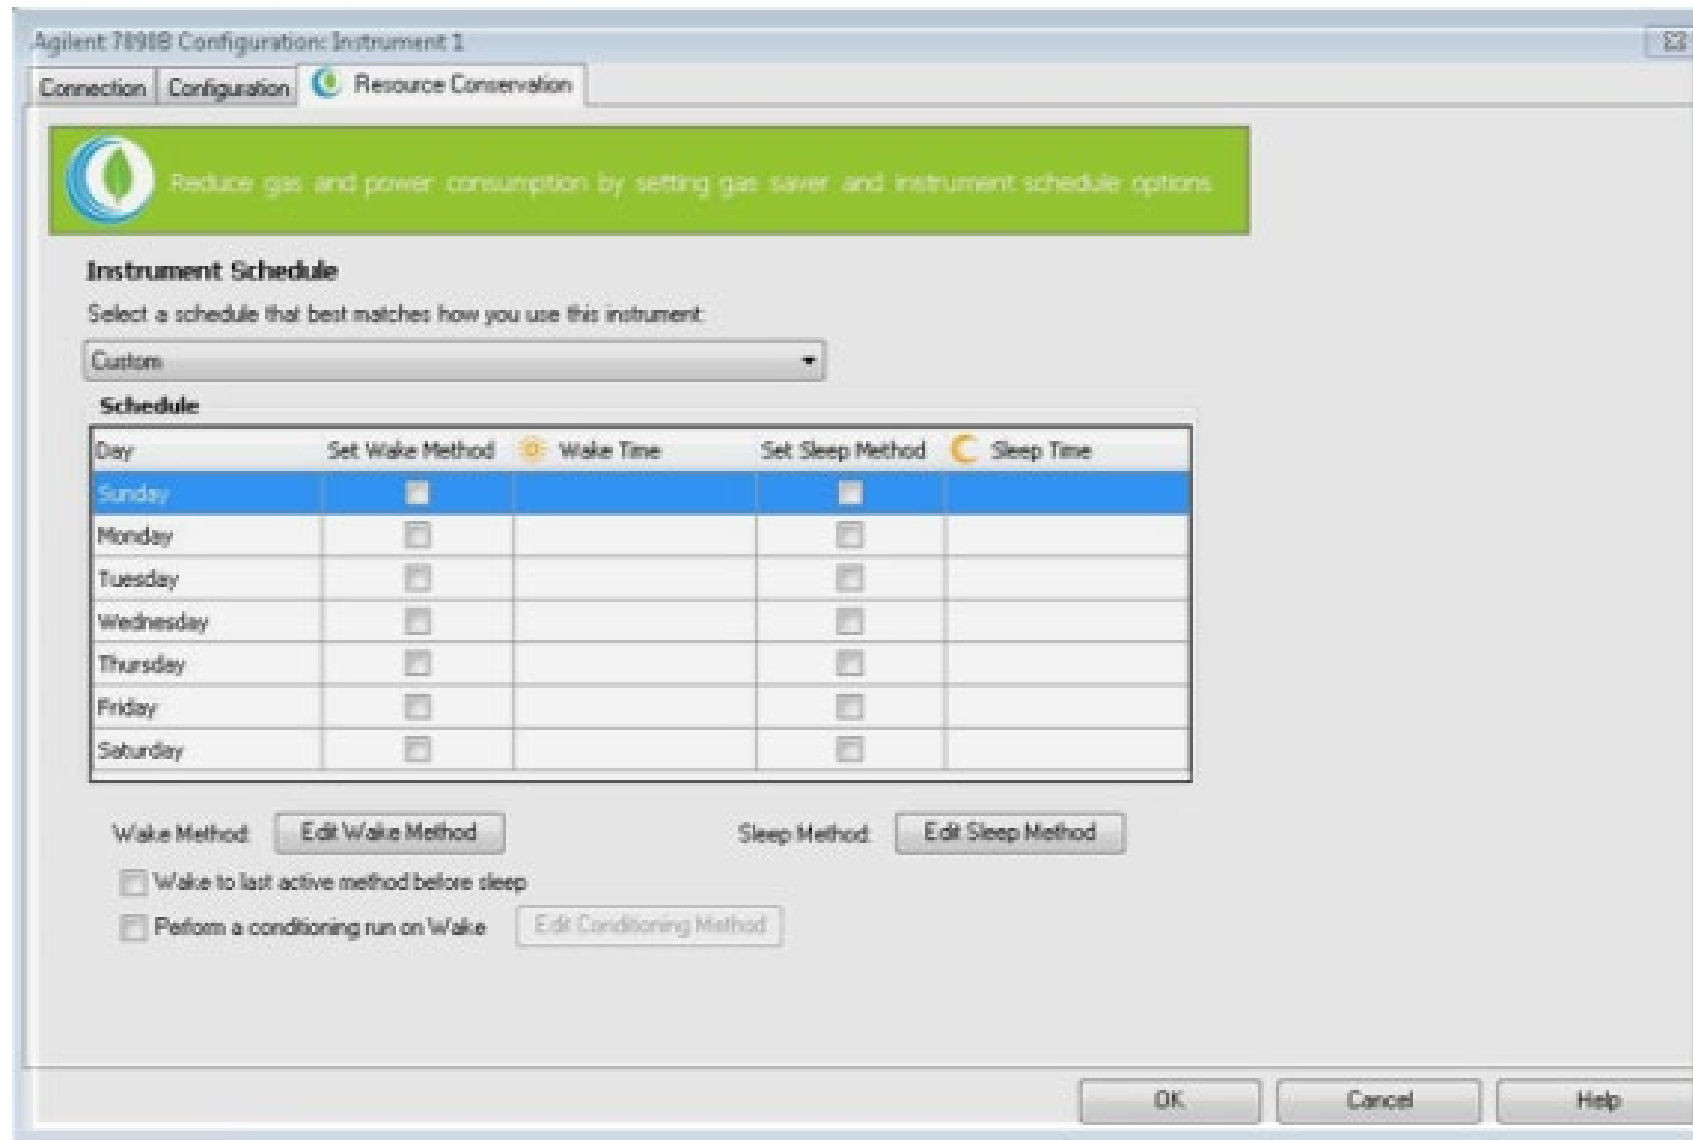 Agilent 7890B Configuration: Instrument 1
Connection Configuration Resource Conservation
Reduce gas and power consumption by setting gas saver and instrument schedule options
Instrument Schedule
Select a schedule that best matches how you use this instrument:
Custom
Schedule
Day Set Wake Method Wake Time Set Sleep Method Sleep Time
Sunday
Monday
Tuesday
Wednesday
Thursday
Friday
Saturday
Wake Method: Edit Wake Method Sleep Method: Edit Sleep Method
Wake to last active method before sleep
Perform a conditioning run on Wake Edit Conditioning Method
OK Cancel Help